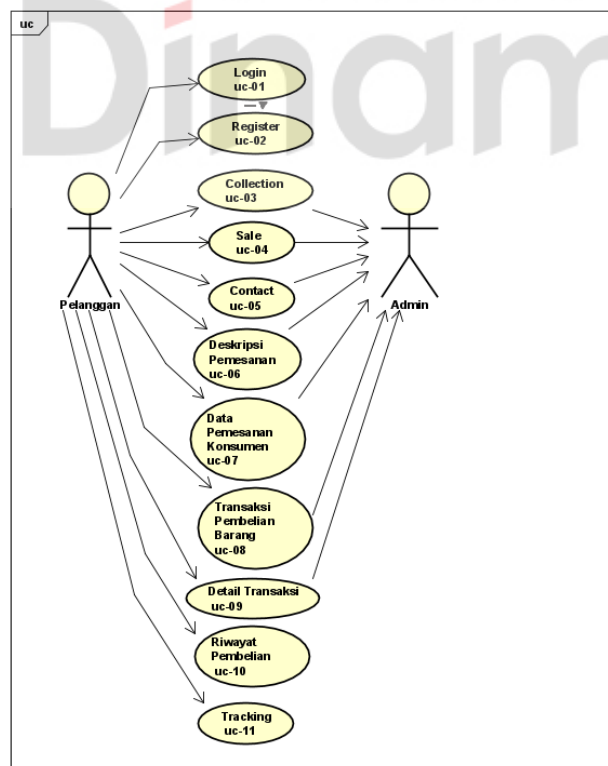 uc
Dinam
Login
uc-01
Register
uc-02
Collection
uc-03
Sale
uc-04
Contact
uc-05
Pelanggan
Admin
Deskripsi
Pemesanan
uc-06
Data
Pemesanan
Konsumen
uc-07
Transaksi
Pembelian
Barang
uc-08
Detail Transaksi
uc-09
Riwayat
Pembelian
uc-10
Tracking
uc-11